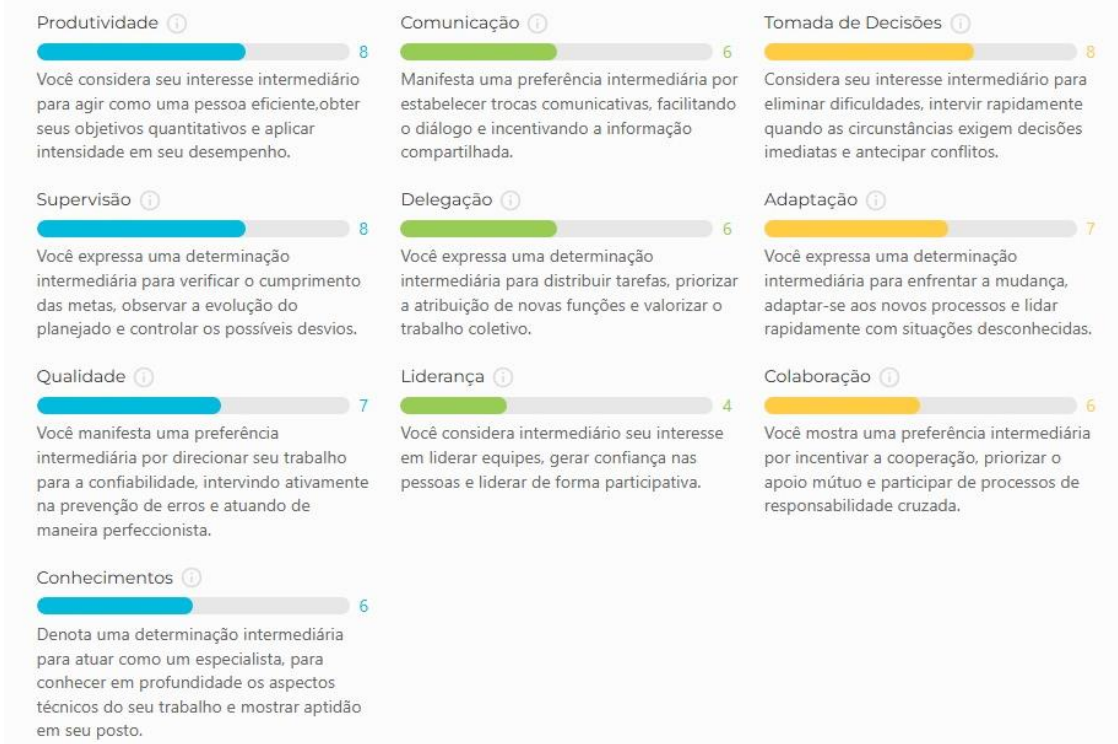 Produtividade
8
Você considera seu interesse intermediário
para agir como uma pessoa eficiente,obter
seus objetivos quantitativos e aplicar
intensidade em seu desempenho.
Supervisão
8
Você expressa uma determinação
intermediária para verificar o cumprimento
das metas, observar a evolução do
planejado e controlar os possíveis desvios.
Qualidade
7
Você manifesta uma preferência
intermediária por direcionar seu trabalho
para a confiabilidade, intervindo ativamente
na prevenção de erros e atuando de
maneira perfeccionista.
Conhecimentos
6
Denota uma determinação intermediária
para atuar como um especialista, para
conhecer em profundidade os aspectos
técnicos do seu trabalho e mostrar aptidão
em seu posto.
Comunicação
6
Manifesta uma preferência intermediária por
estabelecer trocas comunicativas, facilitando
o diálogo e incentivando a informação
compartilhada.
Delegação
6
Você expressa uma determinação
intermediária para distribuir tarefas, priorizar
a atribuição de novas funções e valorizar o
trabalho coletivo.
Liderança
4
Você considera intermediário seu interesse
em liderar equipes, gerar confiança nas
pessoas e liderar de forma participativa.
Tomada de Decisões
8
Considera seu interesse intermediário para
eliminar dificuldades, intervir rapidamente
quando as circunstâncias exigem decisões
imediatas e antecipar conflitos.
Adaptação
7
Você expressa uma determinação
intermediária para enfrentar a mudança,
adaptar-se aos novos processos e lidar
rapidamente com situações desconhecidas.
Colaboração
6
Você mostra uma preferência intermediária
por incentivar a cooperação, priorizar o
apoio mútuo e participar de processos de
responsabilidade cruzada.